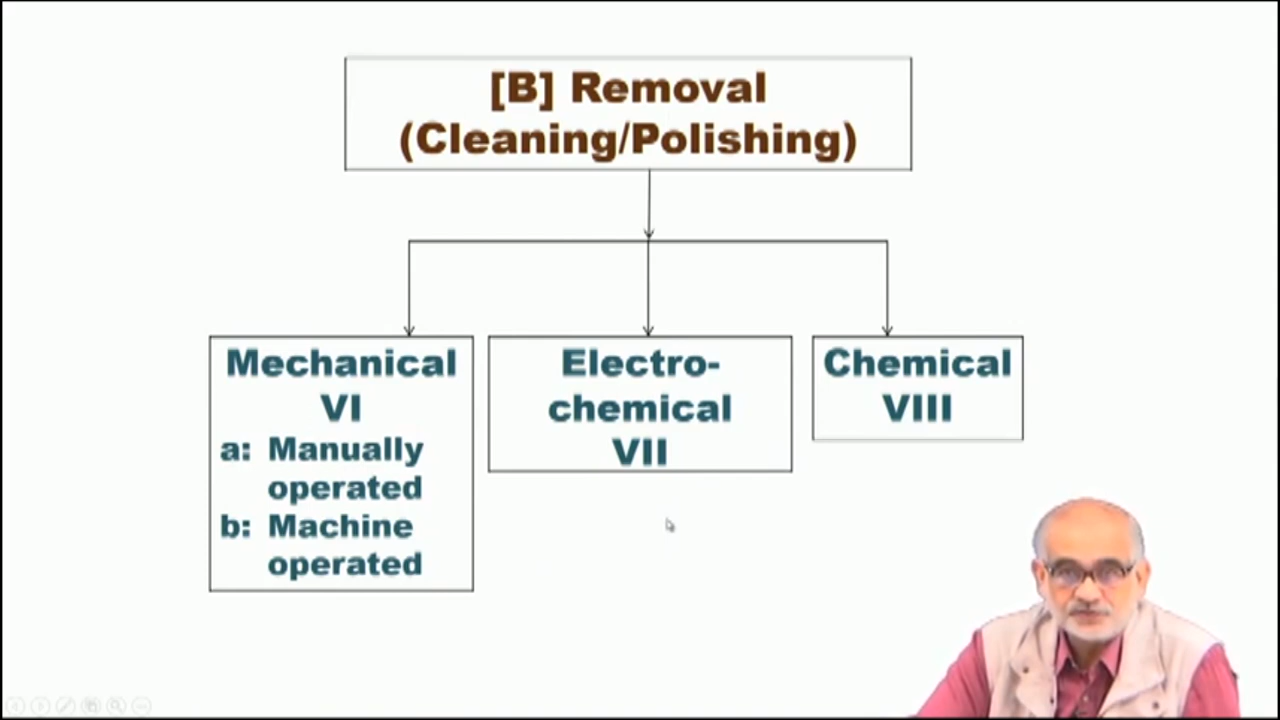 [B] Removal
(Cleaning/Polishing)
Mechanical
VI
a: Manually
operated
b: Machine
operated
Electro-
chemical
VII
Chemical
VIII